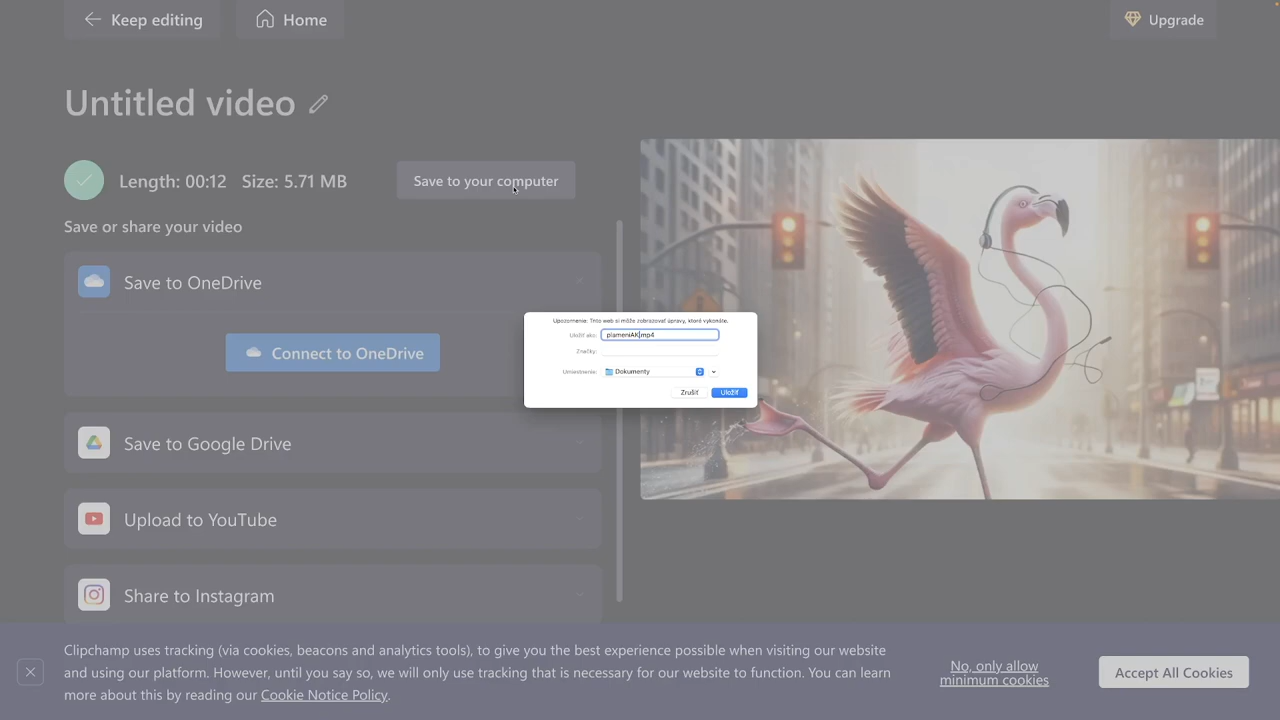 Keep editing
Home
Upgrade
Untitled video
Length: 00:12 Size: 5.71 MB
Save to your computer
Save or share your video
Save to OneDrive
Connect to OneDrive
Save to Google Drive
Upload to YouTube
Share to Instagram
Upozornenie: Táto web si môže zobrazovať úpravy, ktoré vykonáte.
Uložiť ako: plameniAK.mp4
Značky:
Umiestnenie: Dokumenty
Zrušiť Uložiť
Clipchamp uses tracking (via cookies, beacons and analytics tools), to give you the best experience possible when visiting our website
and using our platform. However, until you say so, we will only use tracking that is necessary for our website to function. You can learn
more about this by reading our Cookie Notice Policy.
No, only allow
minimum cookies
Accept All Cookies